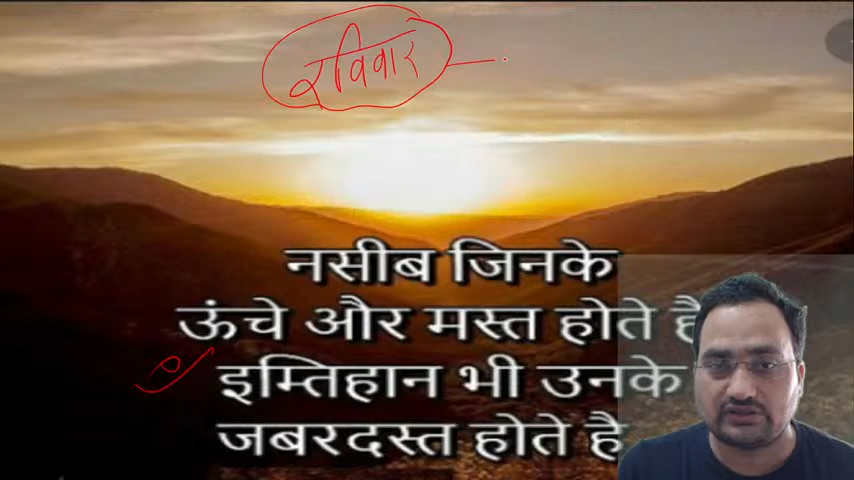 रविवार
नसीब जिनके
ऊंचे और मस्त होते है
इम्तिहान भी उनके
जबरदस्त होते है